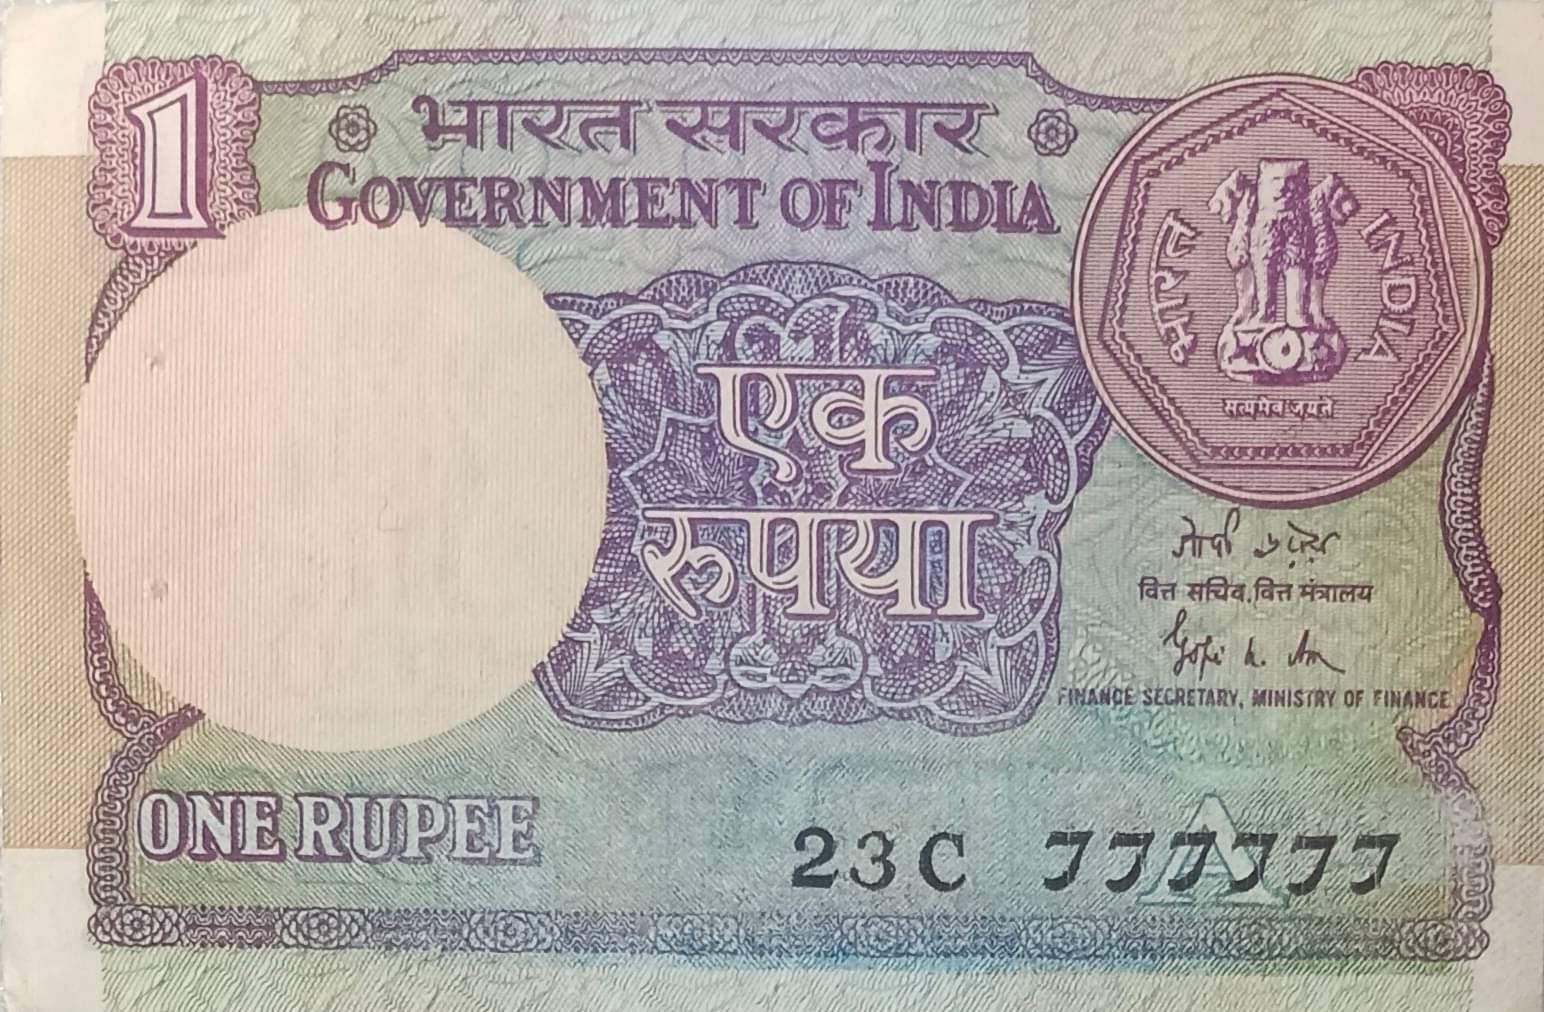 1
भारत सरकार
GOVERNMENT OF INDIA
भारत
INDIA
सत्यमेव जयते
एक
रुपया
वित्त सचिव, वित्त मंत्रालय
FINANCE SECRETARY, MINISTRY OF FINANCE
ONE RUPEE
23C 777777
A